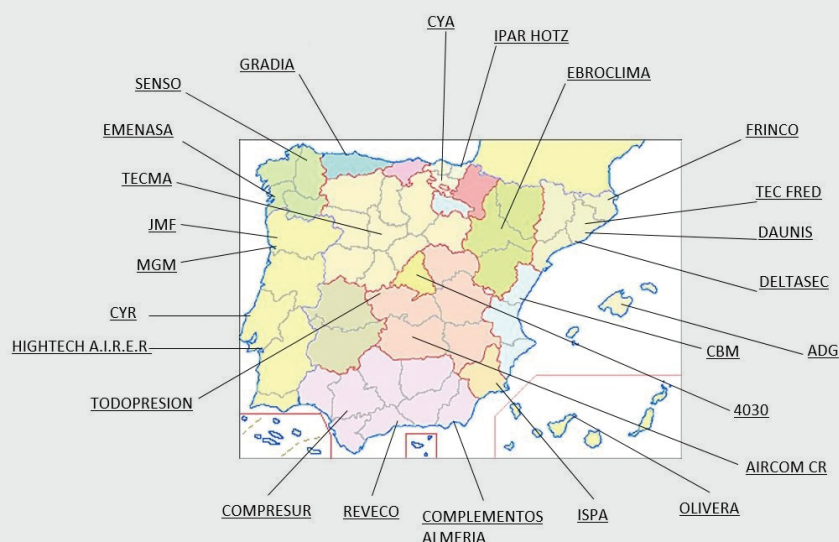 CYA
IPAR HOTZ
GRADIA
EBROCLIMA
SENSO
EMENASA
FRINCO
TECMA
TEC FRED
JMF
DAUNIS
MGM
DELTASEC
CYR
HIGHTECH A.I.R.E.R
CBM
ADG
TODOPRESION
4030
AIRCOM CR
COMPRESUR
REVECO
COMPLEMENTOS
ALMERIA
ISPA
OLIVERA